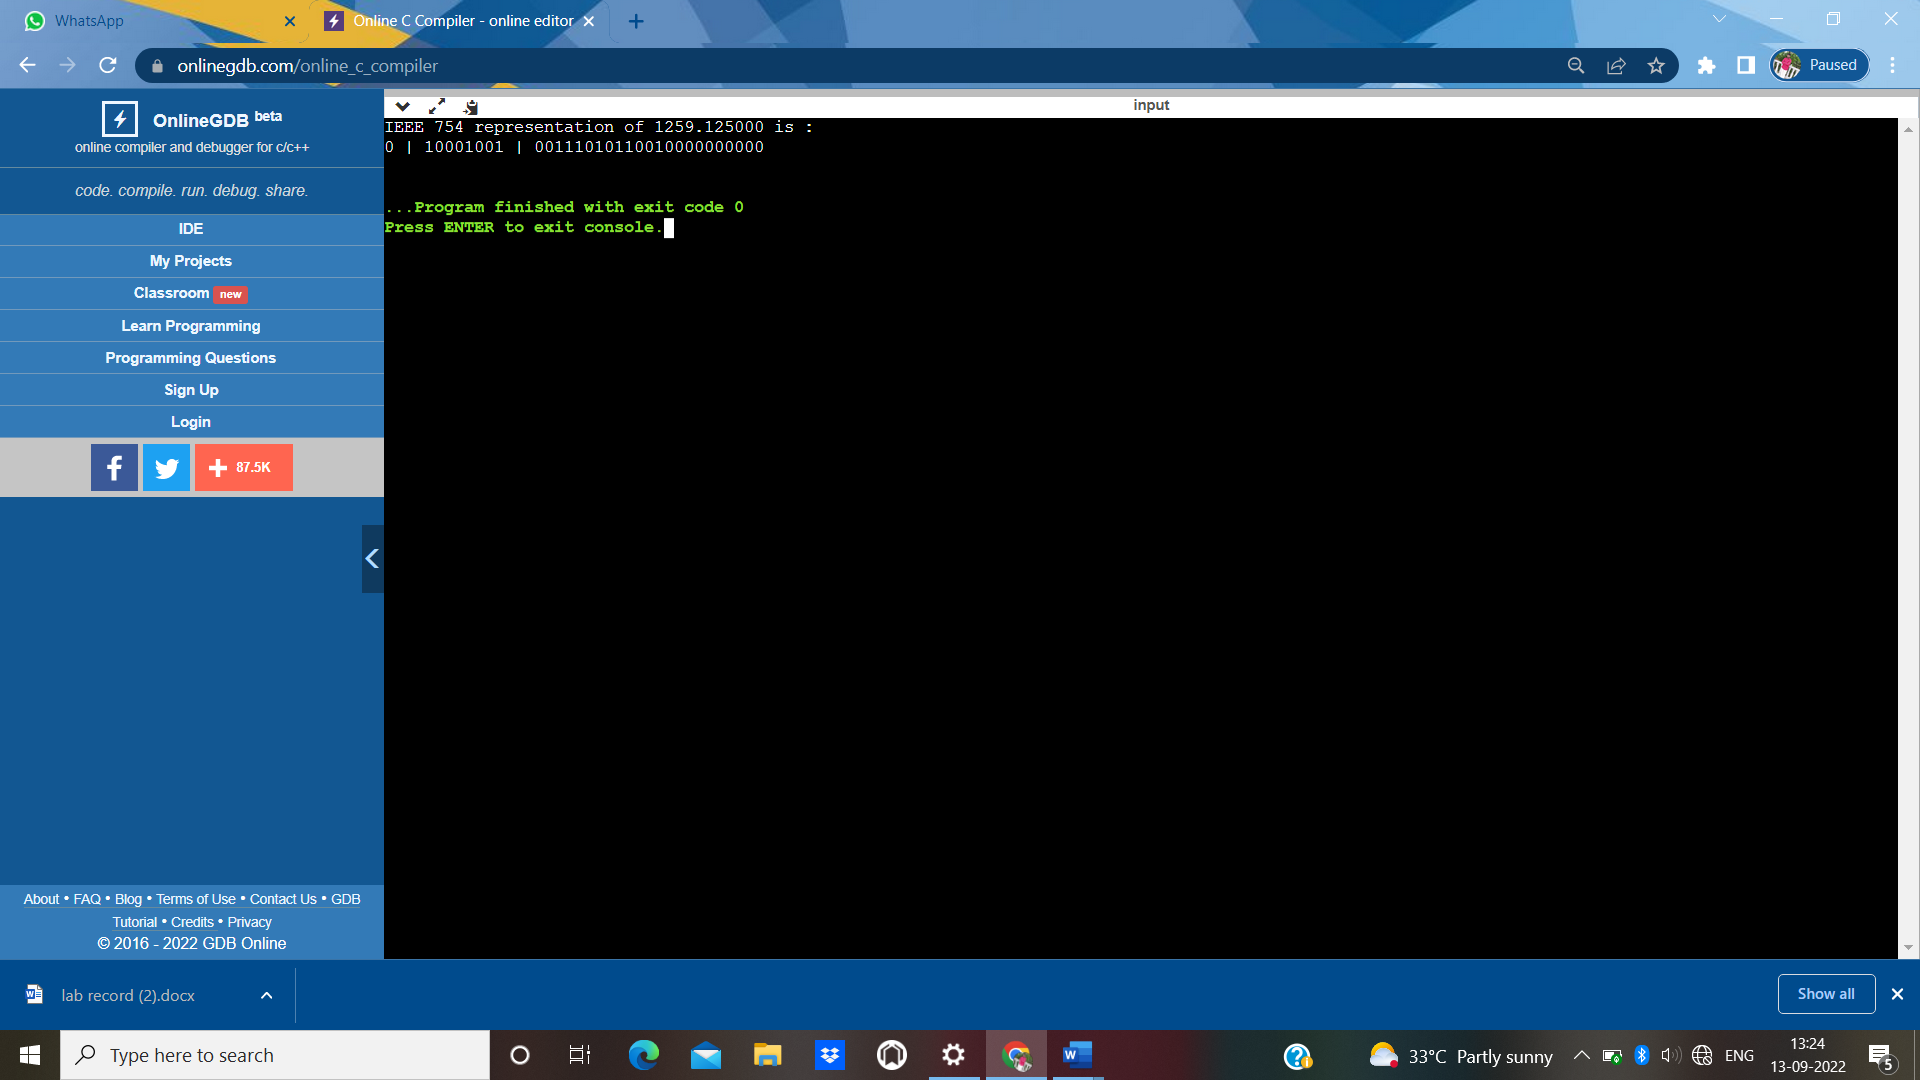 WhatsApp
Online C Compiler - online editor
onlinegdb.com/online_c_compiler
Paused
OnlineGDB beta
online compiler and debugger for c/c++
code. compile. run. debug. share.
IDE
My Projects
Classroom new
Learn Programming
Programming Questions
Sign Up
Login
87.5K
About • FAQ • Blog • Terms of Use • Contact Us • GDB
Tutorial • Credits • Privacy
© 2016 - 2022 GDB Online
input
IEEE 754 representation of 1259.125000 is :
0 | 10001001 | 00111010110010000000000
...Program finished with exit code 0
Press ENTER to exit console.
lab record (2).docx
Show all
Type here to search
33°C Partly sunny
ENG
13:24
13-09-2022
5